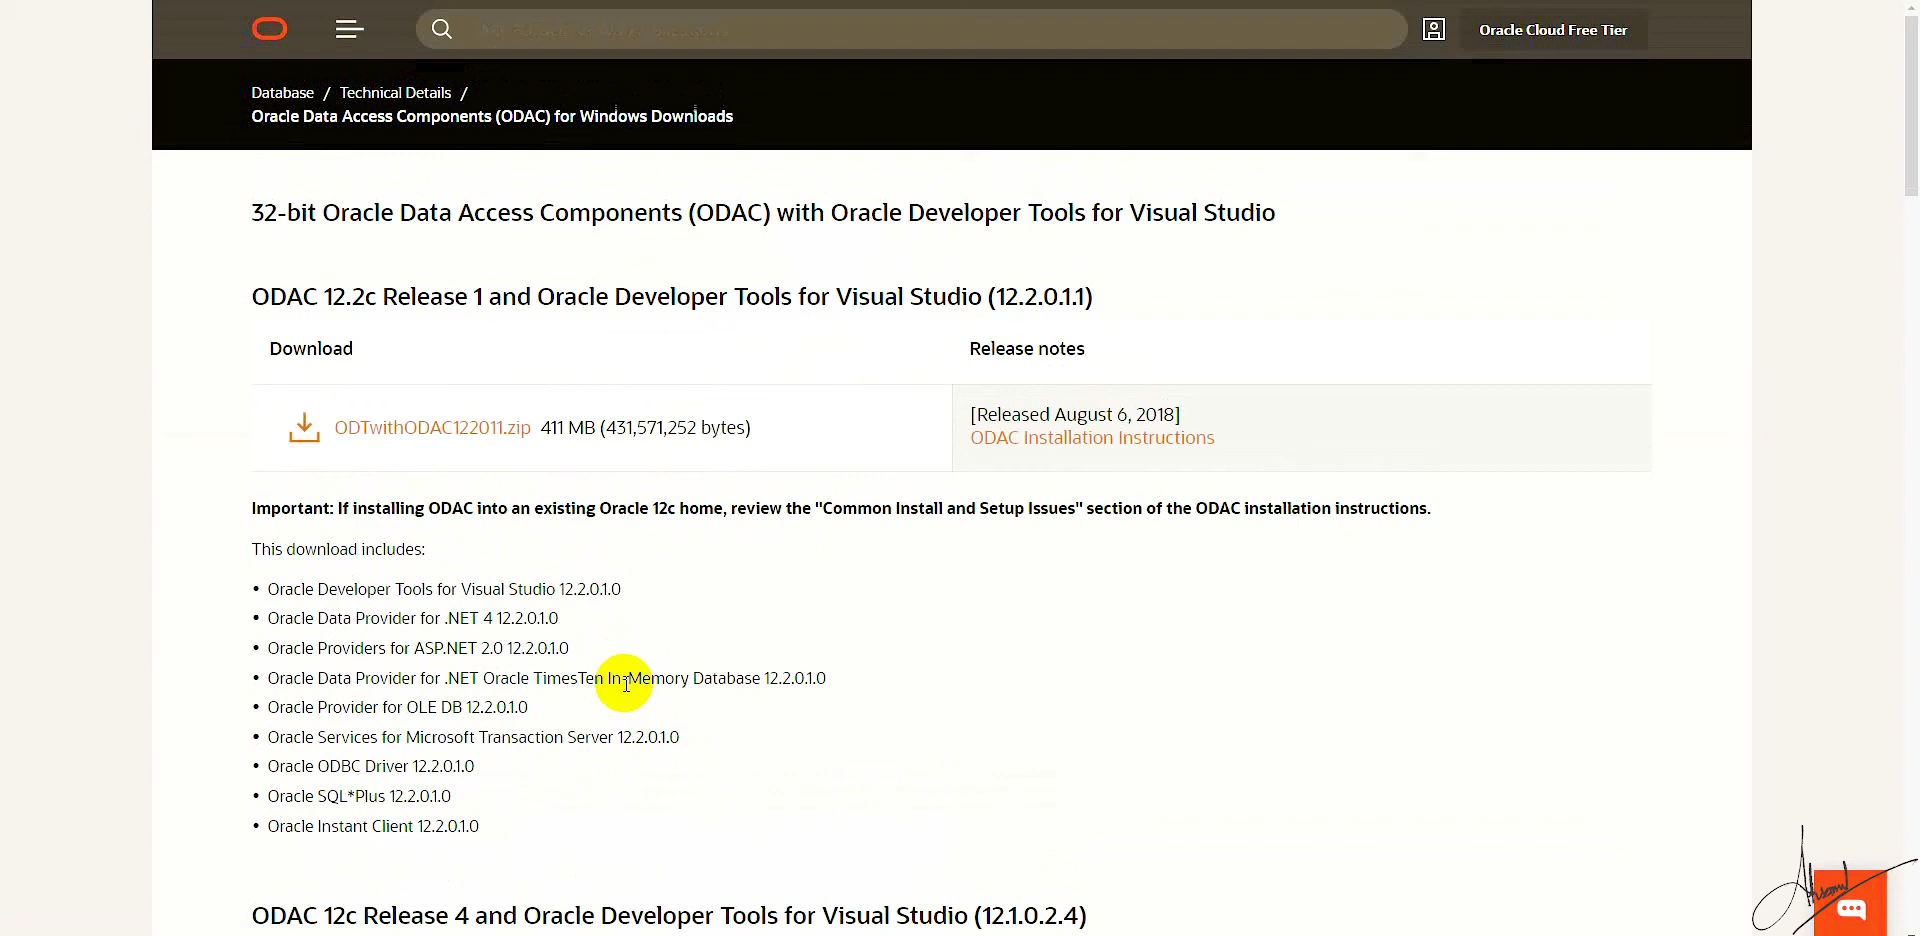 Oracle Cloud Free Tier
Database / Technical Details /
Oracle Data Access Components (ODAC) for Windows Downloads
32-bit Oracle Data Access Components (ODAC) with Oracle Developer Tools for Visual Studio
ODAC 12.2c Release 1 and Oracle Developer Tools for Visual Studio (12.2.0.1.1)
Download Release notes
ODTwithODAC122011.zip 411 MB (431,571,252 bytes)
[Released August 6, 2018]
ODAC Installation Instructions
Important: If installing ODAC into an existing Oracle 12c home, review the "Common Install and Setup Issues" section of the ODAC installation instructions.
This download includes:
• Oracle Developer Tools for Visual Studio 12.2.0.1.0
• Oracle Data Provider for .NET 4 12.2.0.1.0
• Oracle Providers for ASP.NET 2.0 12.2.0.1.0
• Oracle Data Provider for .NET Oracle TimesTen In-Memory Database 12.2.0.1.0
• Oracle Provider for OLE DB 12.2.0.1.0
• Oracle Services for Microsoft Transaction Server 12.2.0.1.0
• Oracle ODBC Driver 12.2.0.1.0
• Oracle SQL*Plus 12.2.0.1.0
• Oracle Instant Client 12.2.0.1.0
ODAC 12c Release 4 and Oracle Developer Tools for Visual Studio (12.1.0.2.4)